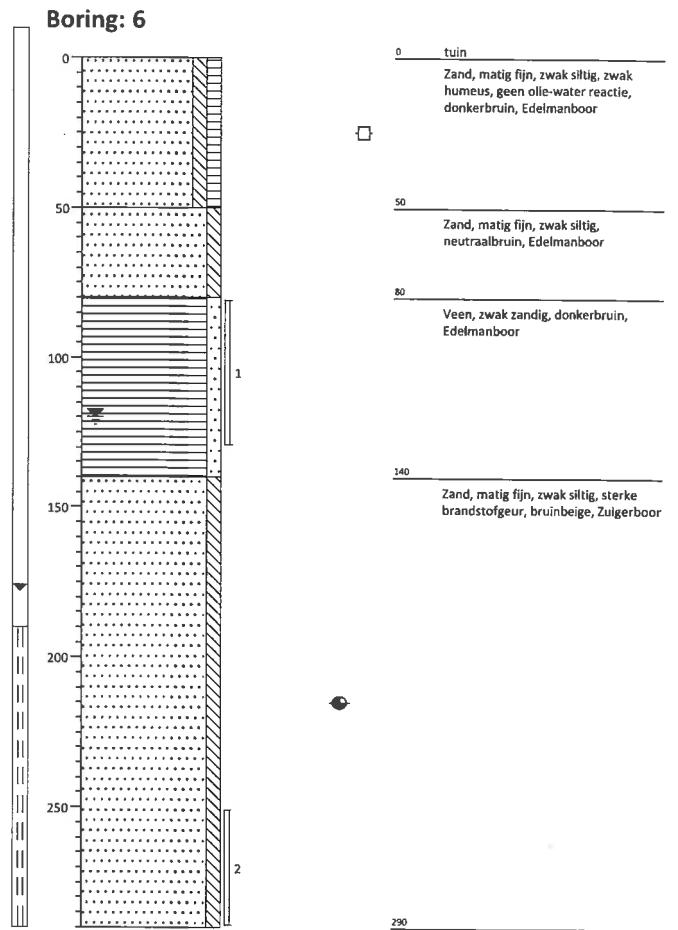 Boring: 6
0
50
100
150
200
250
1
2
0 tuin
Zand, matig fijn, zwak siltig, zwak
humeus, geen olie-water reactie,
donkerbruin, Edelmanboor
50
Zand, matig fijn, zwak siltig,
neutraalbruin, Edelmanboor
80
Veen, zwak zandig, donkerbruin,
Edelmanboor
140
Zand, matig fijn, zwak siltig, sterke
brandstofgeur, bruinbeige, Zuigerboor
290